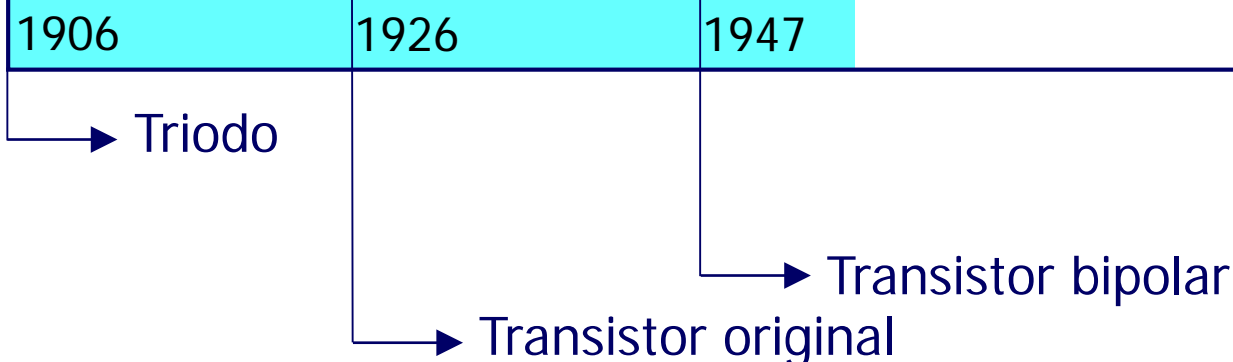 1906 1926 1947
Triodo
Transistor bipolar
Transistor original